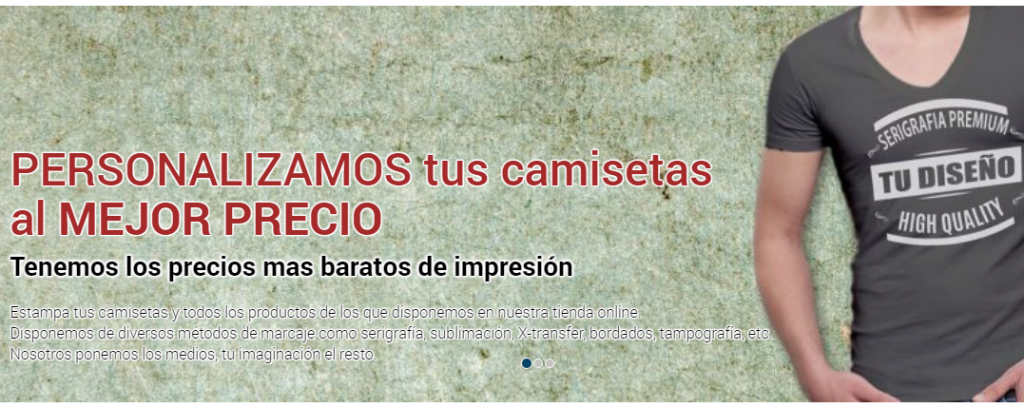 PERSONALIZAMOS tus camisetas
al MEJOR PRECIO
Tenemos los precios mas baratos de impresión
Estampa tus camisetas y todos los productos de los que disponemos en nuestra tienda online.
Disponemos de diversos metodos de marcaje como serigrafía, sublimación, X-transfer, bordados, tampografía, etc.
Nosotros ponemos los medios, tu imaginación el resto.
SERIGRAFIA PREMIUM
TU DISEÑO
HIGH QUALITY